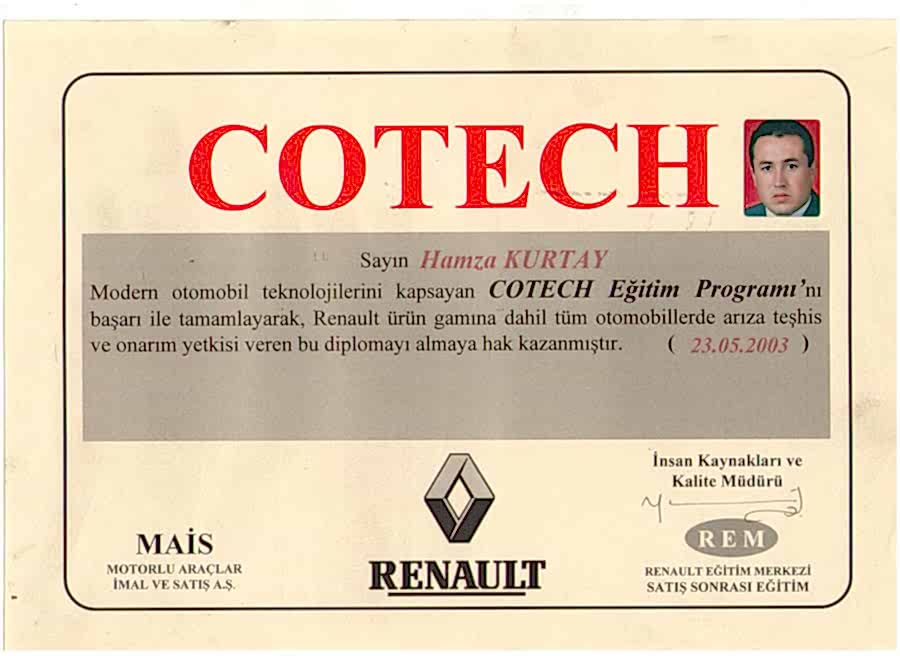 COTECH
Sayın Hamza KURTAY
Modern otomobil teknolojilerini kapsayan COTECH Eğitim Programı'nı
başarı ile tamamlayarak, Renault ürün gamına dahil tüm otomobillerde arıza teşhis
ve onarım yetkisi veren bu diplomayı almaya hak kazanmıştır. ( 23.05.2003 )
İnsan Kaynakları ve
Kalite Müdürü
REM
RENAULT EĞİTİM MERKEZİ
SATIŞ SONRASI EĞİTİM
RENAULT
MAİS
MOTORLU ARAÇLAR
İMAL VE SATIŞ A.Ş.